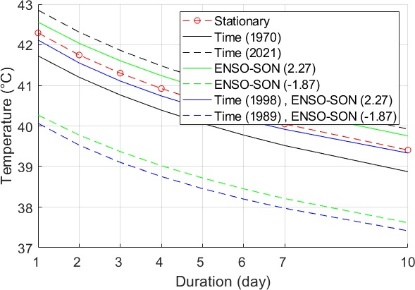 43
42
41
40
39
38
37
Temperature (°C)
Stationary
Time (1970)
Time (2021)
ENSO-SON (2.27)
ENSO-SON (-1.87)
Time (1998) , ENSO-SON (2.27)
Time (1989) , ENSO-SON (-1.87)
1 2 3 4 5 6 7 10
Duration (day)